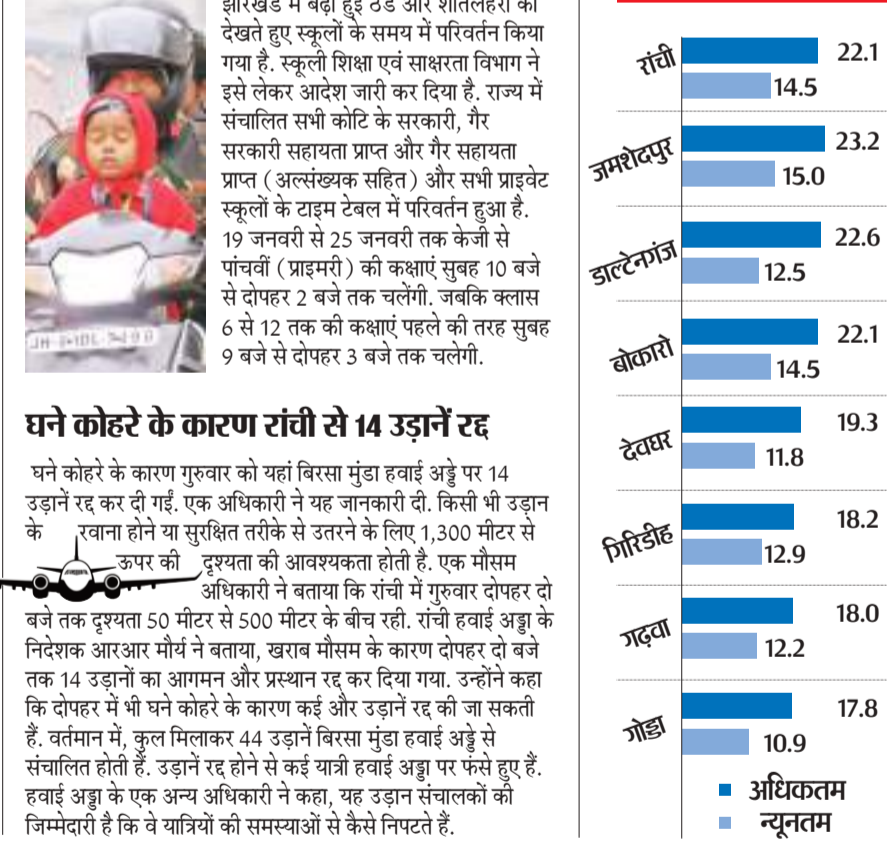 झारखंड में बढ़ी हुई ठंड और शीतलहरी को
देखते हुए स्कूलों के समय में परिवर्तन किया
गया है. स्कूली शिक्षा एवं साक्षरता विभाग ने
इसे लेकर आदेश जारी कर दिया है. राज्य में
संचालित सभी कोटि के सरकारी, गैर
सरकारी सहायता प्राप्त और गैर सहायता
प्राप्त (अल्संख्यक सहित) और सभी प्राइवेट
स्कूलों के टाइम टेबल में परिवर्तन हुआ है.
19 जनवरी से 25 जनवरी तक केजी से
पांचवीं (प्राइमरी) की कक्षाएं सुबह 10 बजे
से दोपहर 2 बजे तक चलेंगी. जबकि क्लास
6 से 12 तक की कक्षाएं पहले की तरह सुबह
9 बजे से दोपहर 3 बजे तक चलेगी.
घने कोहरे के कारण रांची से 14 उड़ानें रद्द
घने कोहरे के कारण गुरुवार को यहां बिरसा मुंडा हवाई अड्डे पर 14
उड़ानें रद्द कर दी गईं. एक अधिकारी ने यह जानकारी दी. किसी भी उड़ान
के रवाना होने या सुरक्षित तरीके से उतरने के लिए 1,300 मीटर से
ऊपर की दृश्यता की आवश्यकता होती है. एक मौसम
अधिकारी ने बताया कि रांची में गुरुवार दोपहर दो
बजे तक दृश्यता 50 मीटर से 500 मीटर के बीच रही. रांची हवाई अड्डा के
निदेशक आरआर मौर्य ने बताया, खराब मौसम के कारण दोपहर दो बजे
तक 14 उड़ानों का आगमन और प्रस्थान रद्द कर दिया गया. उन्होंने कहा
कि दोपहर में भी घने कोहरे के कारण कई और उड़ानें रद्द की जा सकती
हैं. वर्तमान में, कुल मिलाकर 44 उड़ानें बिरसा मुंडा हवाई अड्डे से
संचालित होती हैं. उड़ानें रद्द होने से कई यात्री हवाई अड्डा पर फंसे हुए हैं.
हवाई अड्डा के एक अन्य अधिकारी ने कहा, यह उड़ान संचालकों की
जिम्मेदारी है कि वे यात्रियों की समस्याओं से कैसे निपटते हैं.
रांची 22.1
14.5
जमशेदपुर 23.2
15.0
डाल्टेनगंज 22.6
12.5
बोकारो 22.1
14.5
देवघर 19.3
11.8
गिरिडीह 18.2
12.9
गढ़वा 18.0
12.2
गोड्डा 17.8
10.9
अधिकतम
न्यूनतम